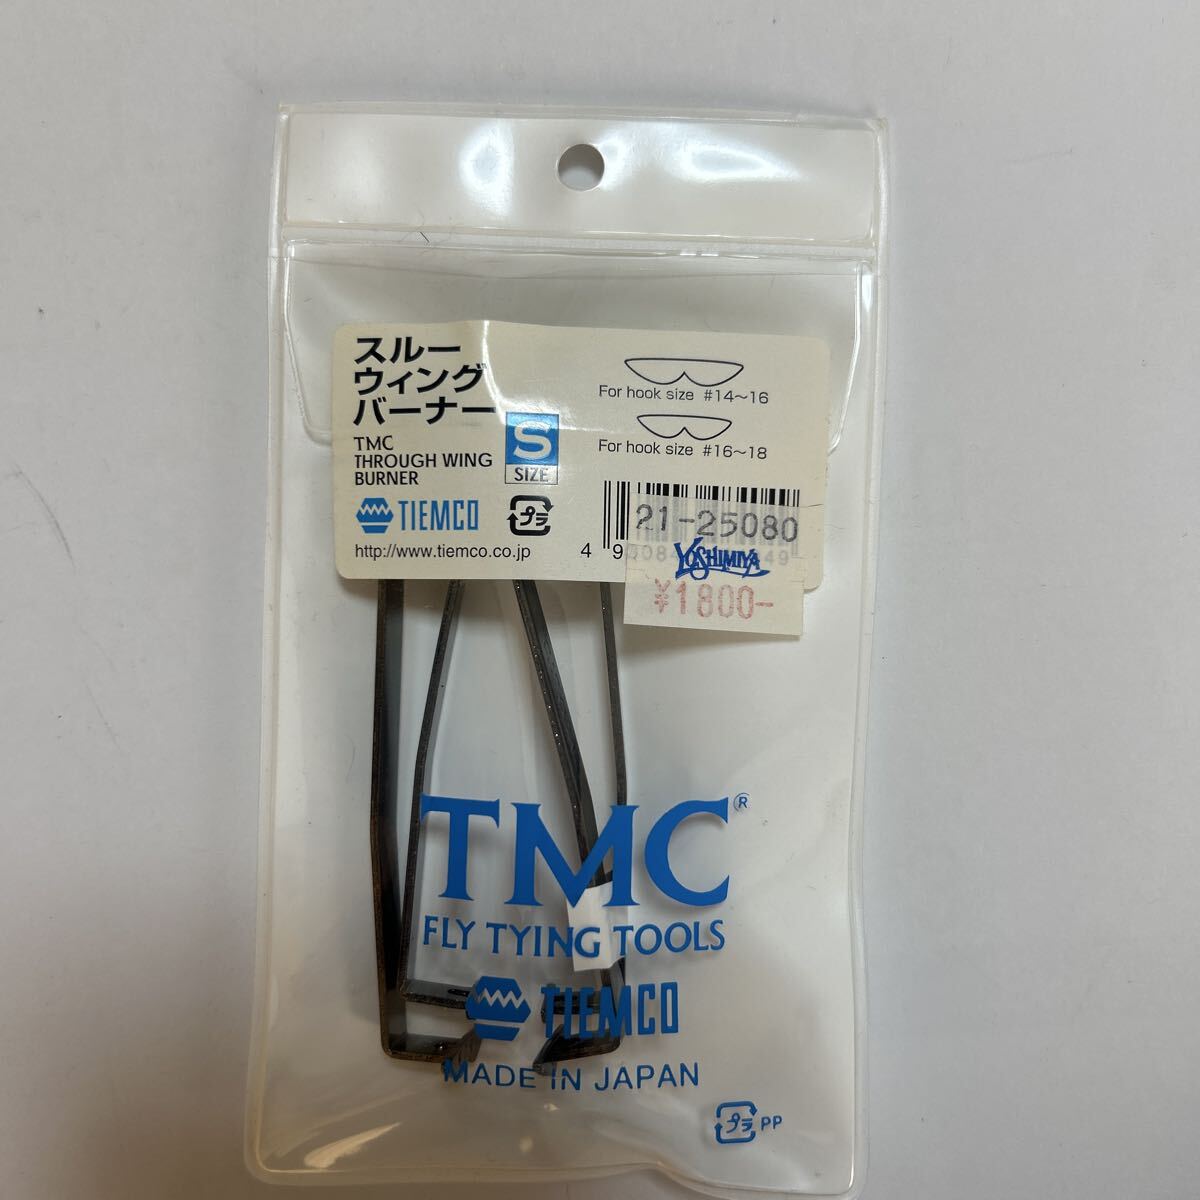 スルー
ウィング
バーナー
TMC
THROUGH WING
BURNER
S
SIZE
TIEMCO
プラ
http://www.tiemco.co.jp
For hook size #14～16
For hook size #16～18
21-25080
YOSHIMIYA
¥1800-
TMC®
FLY TYING TOOLS
TIEMCO
MADE IN JAPAN
プラ PP